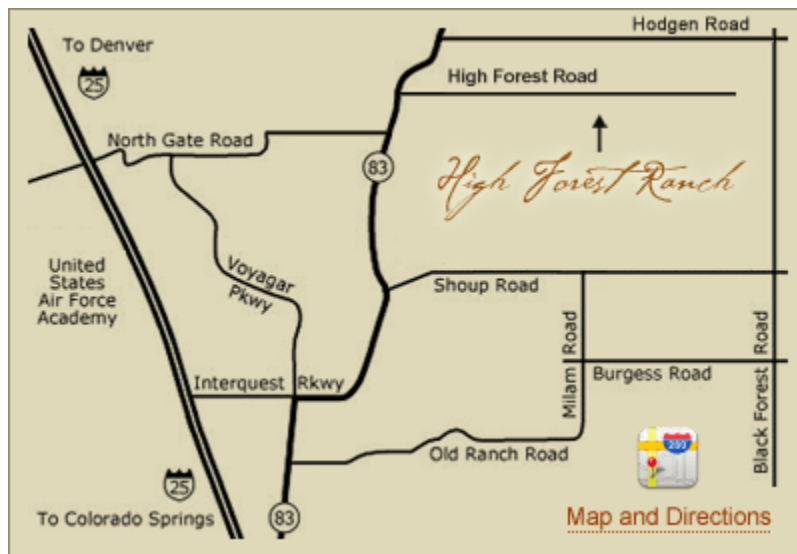 Hodgen Road
To Denver
25
High Forest Road
North Gate Road
83
High Forest Ranch
United
States
Air Force
Academy
Voyagar
Pkwy
Shoup Road
Milam Road
Black Forest Road
Interquest Rkwy
Burgess Road
Old Ranch Road
293
25
To Colorado Springs
83
Map and Directions